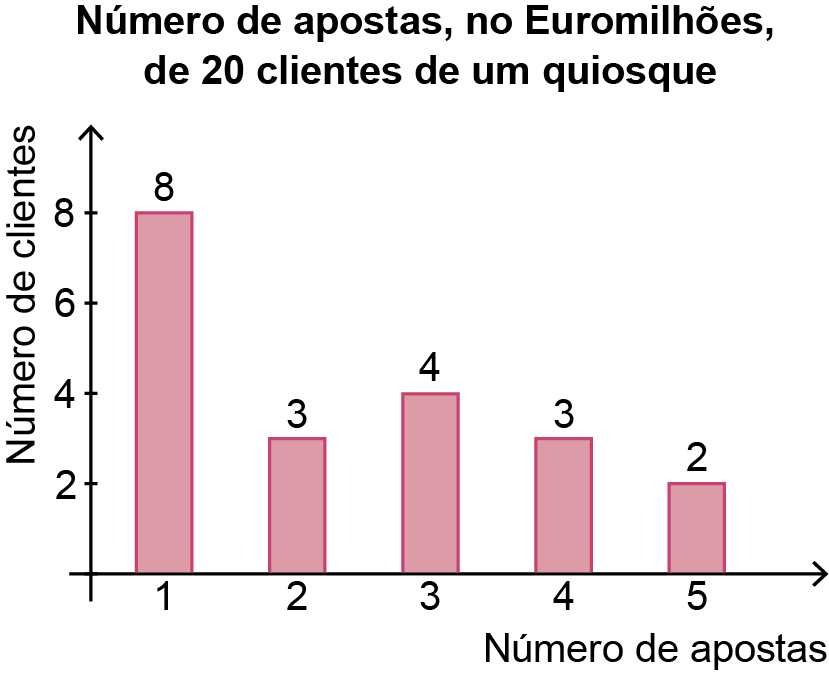 Número de apostas, no Euromilhões,
de 20 clientes de um quiosque
Número de clientes
8
6
4
2
8
3
4
3
2
1 2 3 4 5
Número de apostas